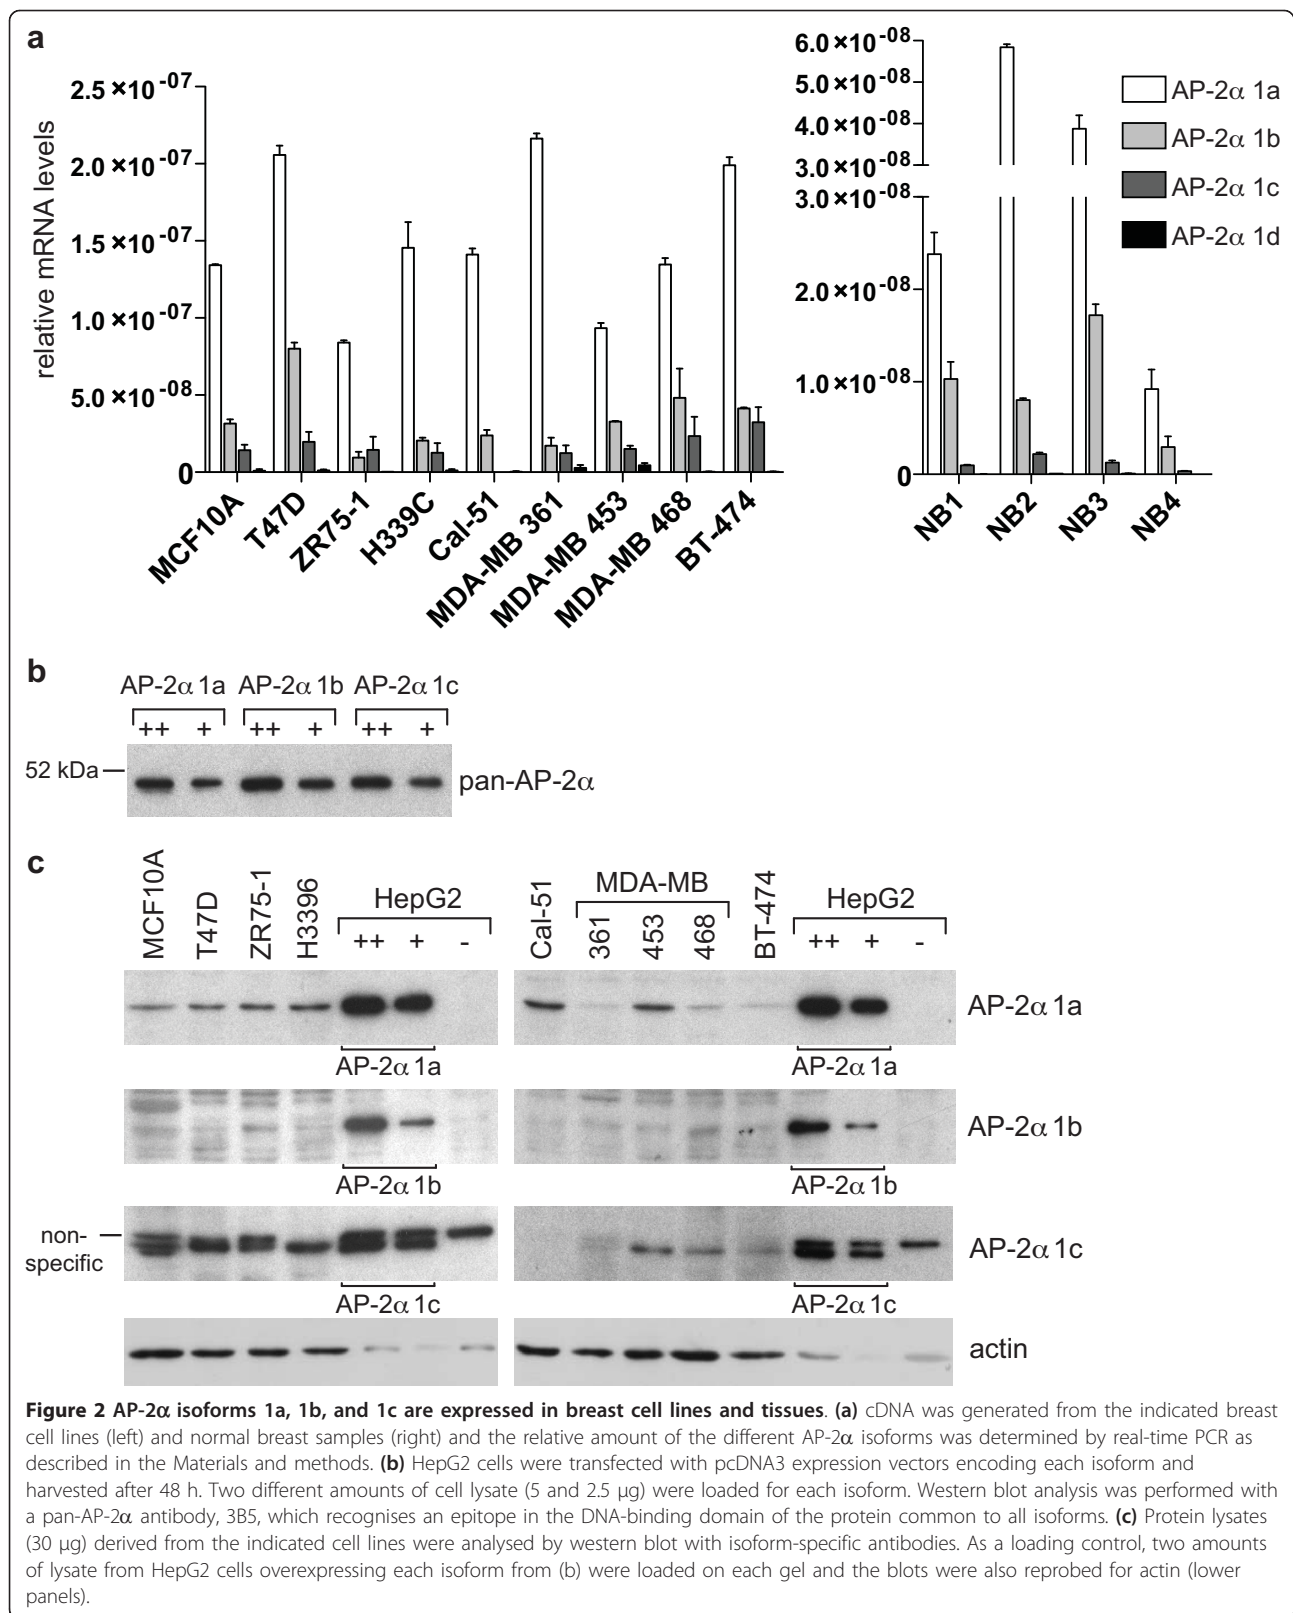 a
relative mRNA levels
2.5 ×10 -07
2.0 ×10 -07
1.5 ×10 -07
1.0 ×10 -07
5.0 ×10 -08
0
MCF10A
T47D
ZR75-1
H339C
Cal-51
MDA-MB 361
MDA-MB 453
MDA-MB 468
BT-474
6.0×10 -08
5.0×10 -08
4.0×10 -08
3.0×10 -08
3.0×10 -08
2.0×10 -08
1.0×10 -08
0
NB1
NB2
NB3
NB4
AP-2α 1a
AP-2α 1b
AP-2α 1c
AP-2α 1d
b
AP-2α 1a AP-2α 1b AP-2α 1c
++ + ++ + ++ +
52 kDa
pan-AP-2α
c
MCF10A
T47D
ZR75-1
H3396
HepG2
++ + -
Cal-51
MDA-MB
361
453
468
BT-474
HepG2
++ + -
AP-2α 1a
AP-2α 1a
AP-2α 1a
AP-2α 1b
AP-2α 1b
AP-2α 1b
non-
specific
AP-2α 1c
AP-2α 1c
AP-2α 1c
actin
Figure 2 AP-2α isoforms 1a, 1b, and 1c are expressed in breast cell lines and tissues. (a) cDNA was generated from the indicated breast
cell lines (left) and normal breast samples (right) and the relative amount of the different AP-2α isoforms was determined by real-time PCR as
described in the Materials and methods. (b) HepG2 cells were transfected with pcDNA3 expression vectors encoding each isoform and
harvested after 48 h. Two different amounts of cell lysate (5 and 2.5 μg) were loaded for each isoform. Western blot analysis was performed with
a pan-AP-2α antibody, 3B5, which recognises an epitope in the DNA-binding domain of the protein common to all isoforms. (c) Protein lysates
(30 μg) derived from the indicated cell lines were analysed by western blot with isoform-specific antibodies. As a loading control, two amounts
of lysate from HepG2 cells overexpressing each isoform from (b) were loaded on each gel and the blots were also reprobed for actin (lower
panels).